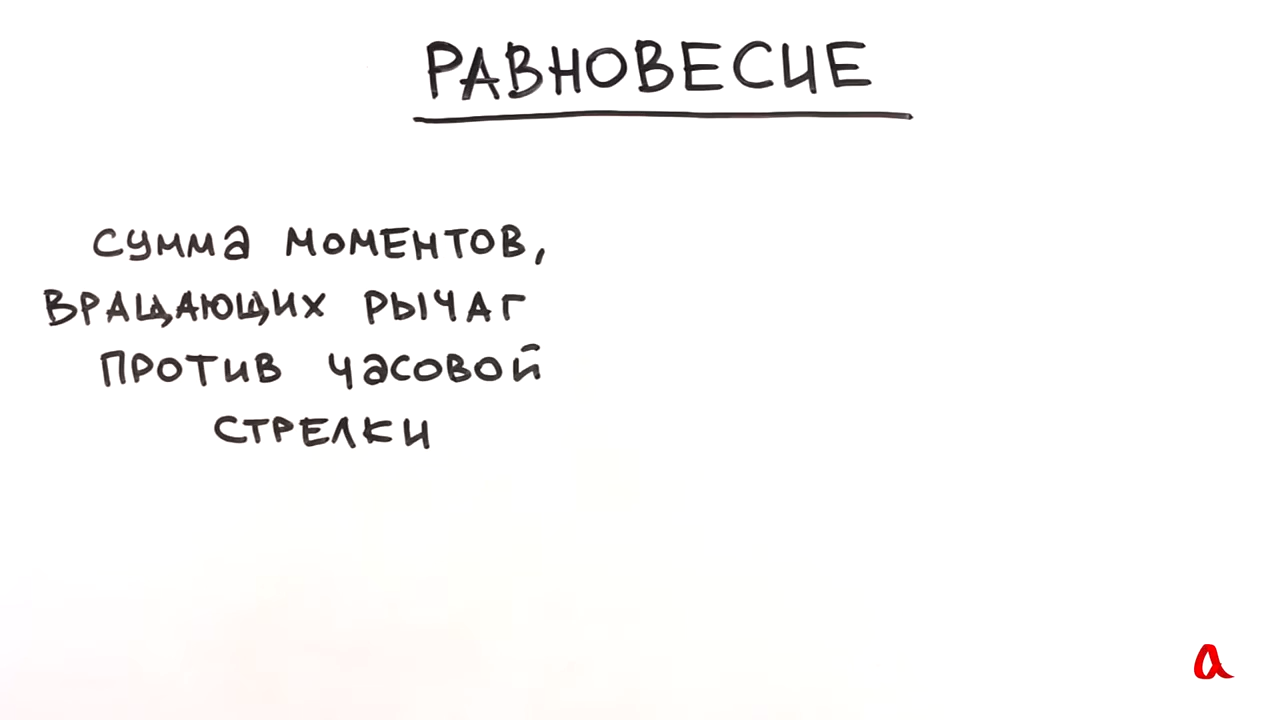 РАВНОВЕСИЕ
сумма моментов,
вращающих рычаг
против часовой
стрелки
a